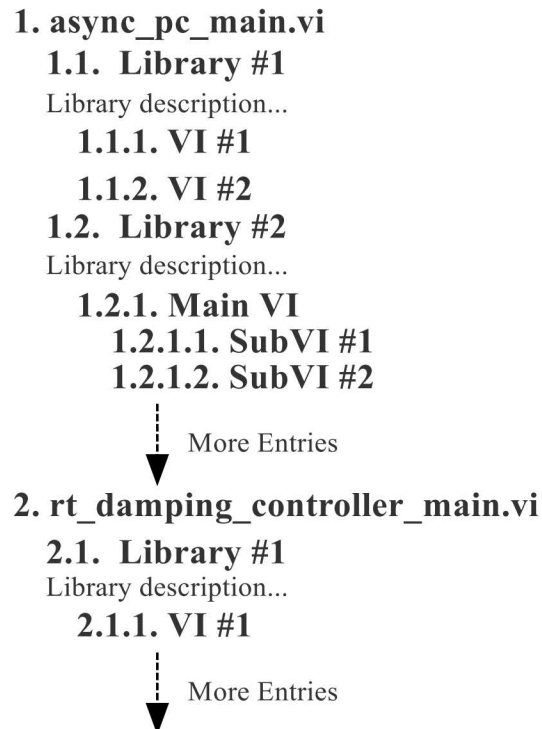 1. async_pc_main.vi
1.1. Library #1
Library description...
1.1.1. VI #1
1.1.2. VI #2
1.2. Library #2
Library description...
1.2.1. Main VI
1.2.1.1. SubVI #1
1.2.1.2. SubVI #2
More Entries
2. rt_damping_controller_main.vi
2.1. Library #1
Library description...
2.1.1. VI #1
More Entries